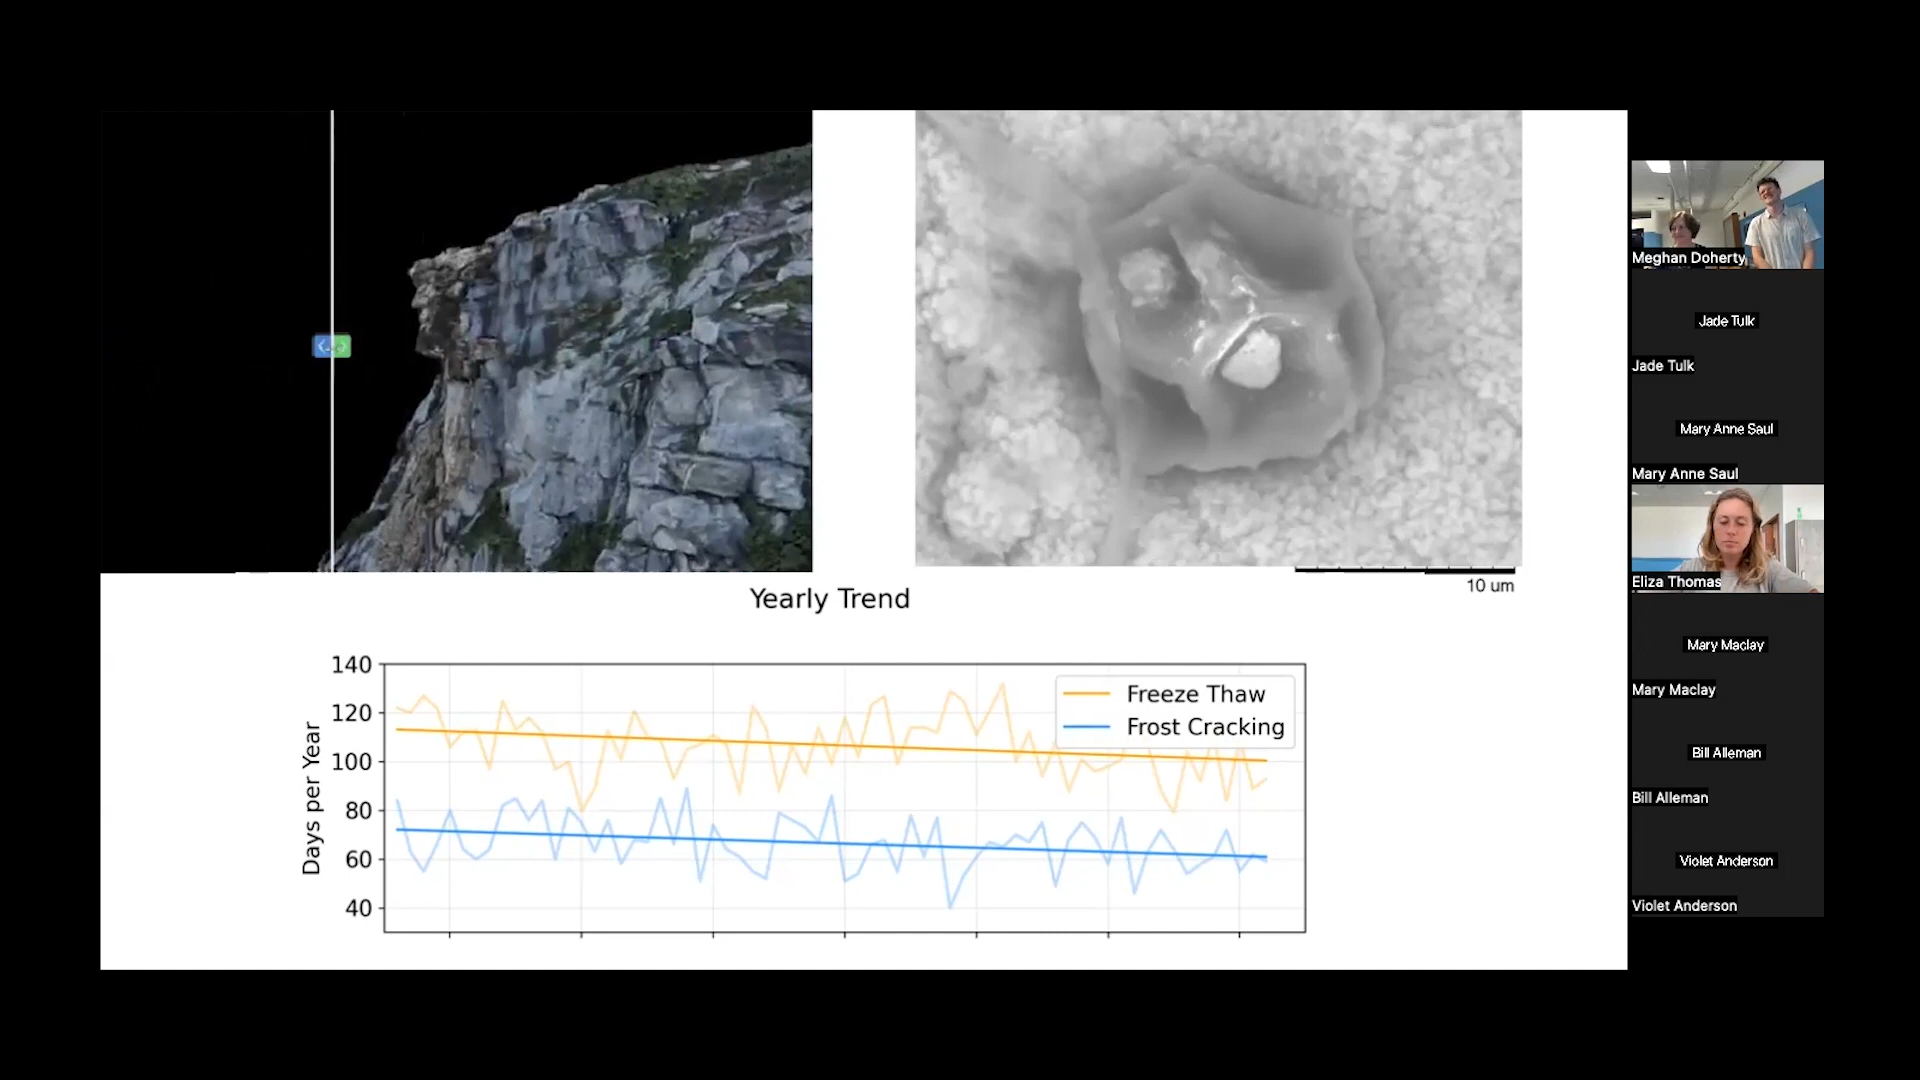 10 um
Yearly Trend
140
120
100
80
60
40
Days per Year
Freeze Thaw
Frost Cracking
Meghan Doherty
Jade Tulk
Jade Tulk
Mary Anne Saul
Mary Anne Saul
Eliza Thomas
Mary Maclay
Mary Maclay
Bill Alleman
Bill Alleman
Violet Anderson
Violet Anderson